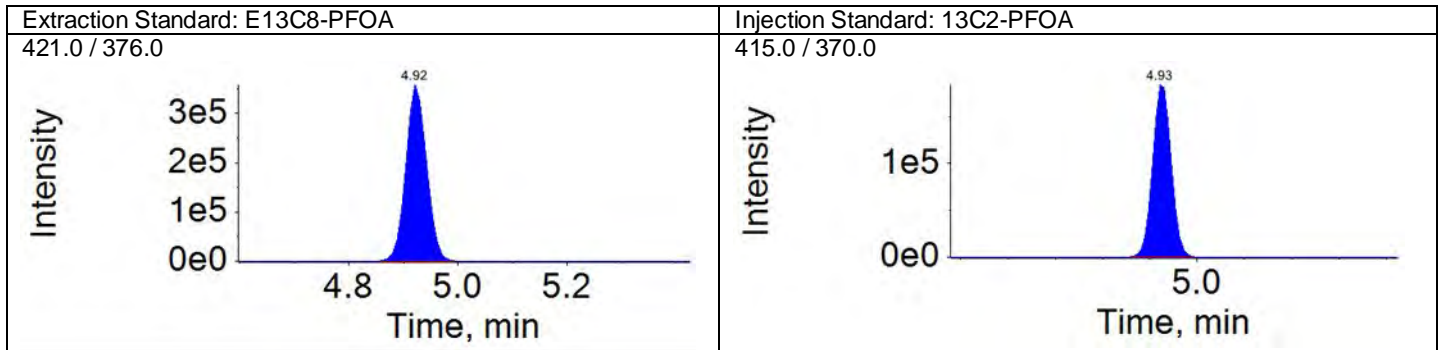 Extraction Standard: E13C8-PFOA
421.0 / 376.0
4.92
Intensity
3e5
2e5
1e5
0e0
4.8 5.0 5.2
Time, min
Injection Standard: 13C2-PFOA
415.0 / 370.0
4.93
Intensity
1e5
0e0
5.0
Time, min